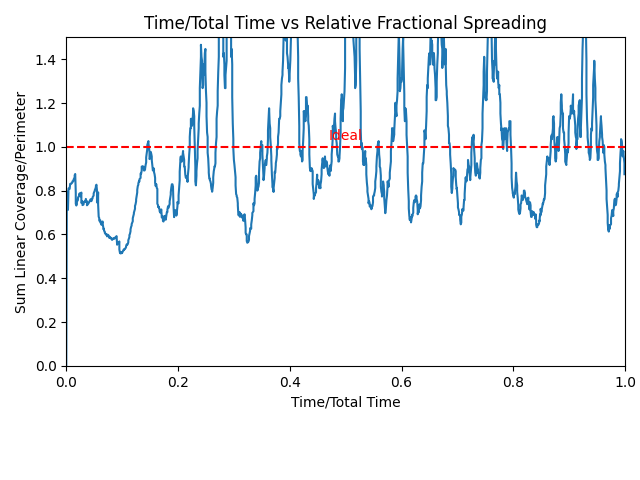 Time/Total Time vs Relative Fractional Spreading
Sum Linear Coverage/Perimeter
1.4
1.2
1.0
0.8
0.6
0.4
0.2
0.0
Ideal
0.0 0.2 0.4 0.6 0.8 1.0
Time/Total Time